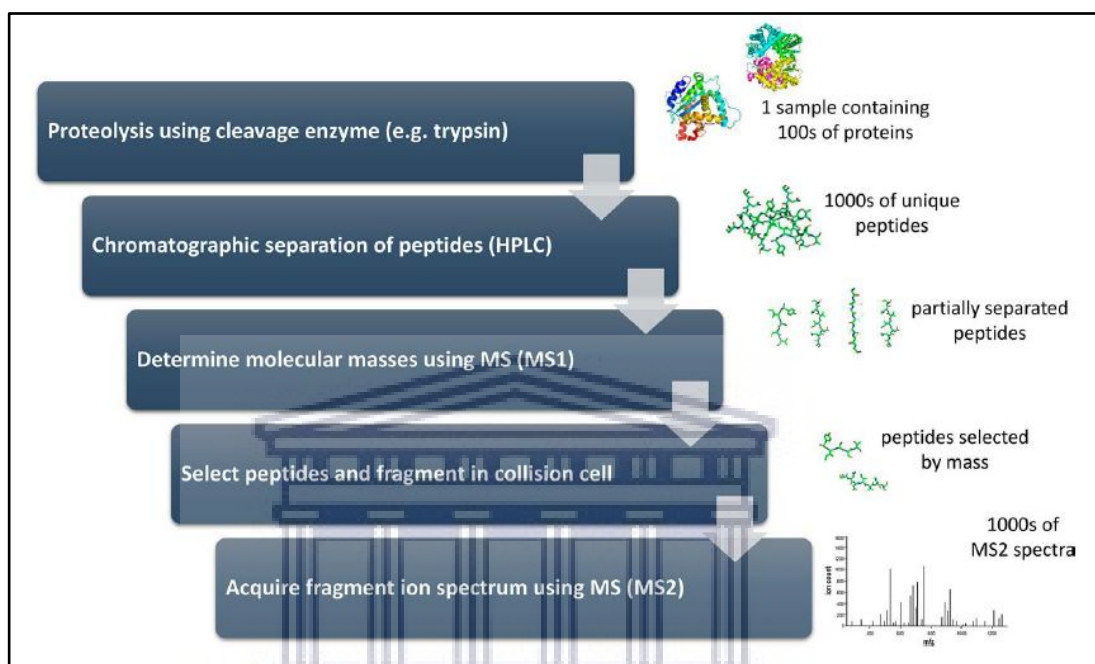 Proteolysis using cleavage enzyme (e.g. trypsin)
1 sample containing
100s of proteins
Chromatographic separation of peptides (HPLC)
1000s of unique
peptides
Determine molecular masses using MS (MS1)
partially separated
peptides
Select peptides and fragment in collision cell
peptides selected
by mass
Acquire fragment ion spectrum using MS (MS2)
1000s of
MS2 spectra
ion count
m/s